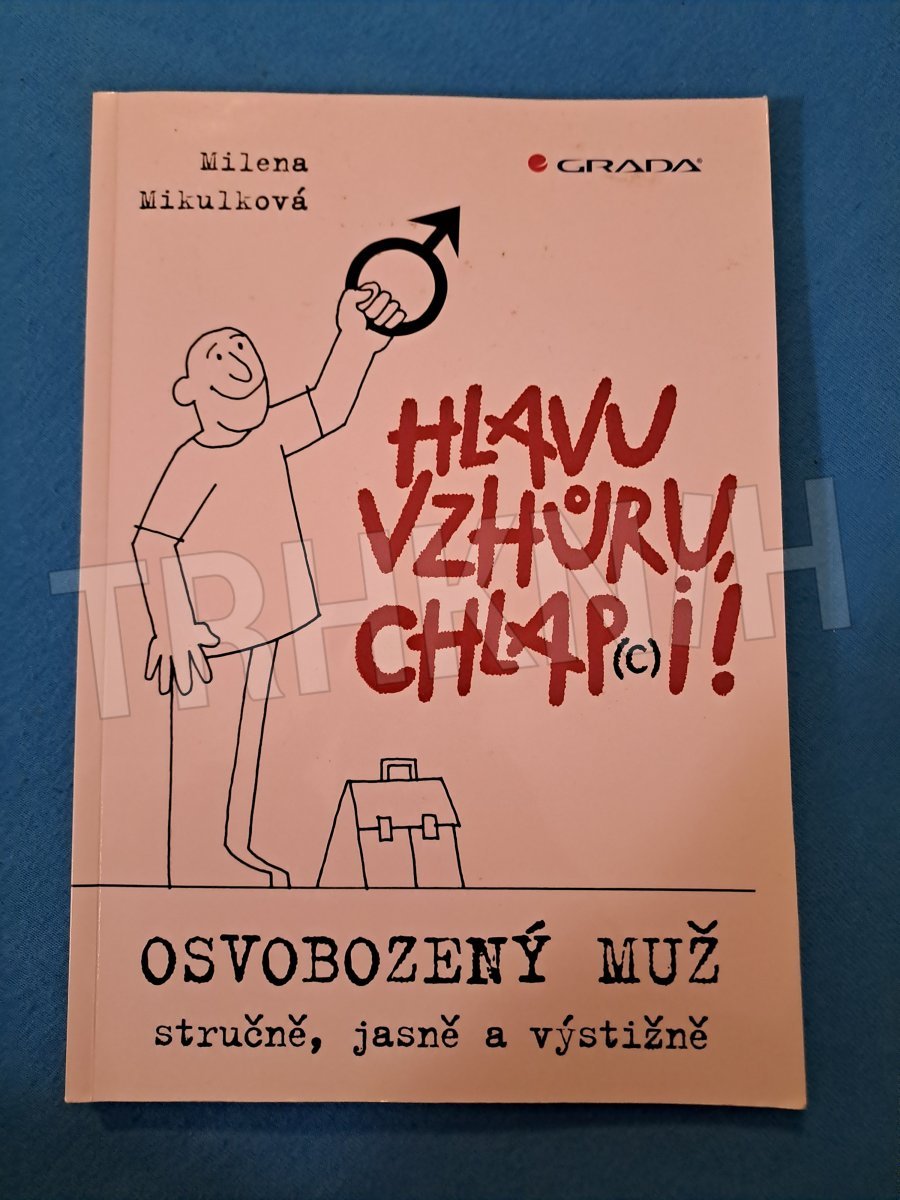 Milena
Mikulková
GRADA®
HLAVU
VZHŮRU,
CHLAP(C)I!
TRHKNIH
OSVOBOZENÝ MUŽ
stručně, jasně a výstižně